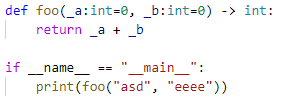 def foo(_a:int=0, _b:int=0) -> int:
    return _a + _b

if __name__ == "__main__":
    print(foo("asd", "eeee"))